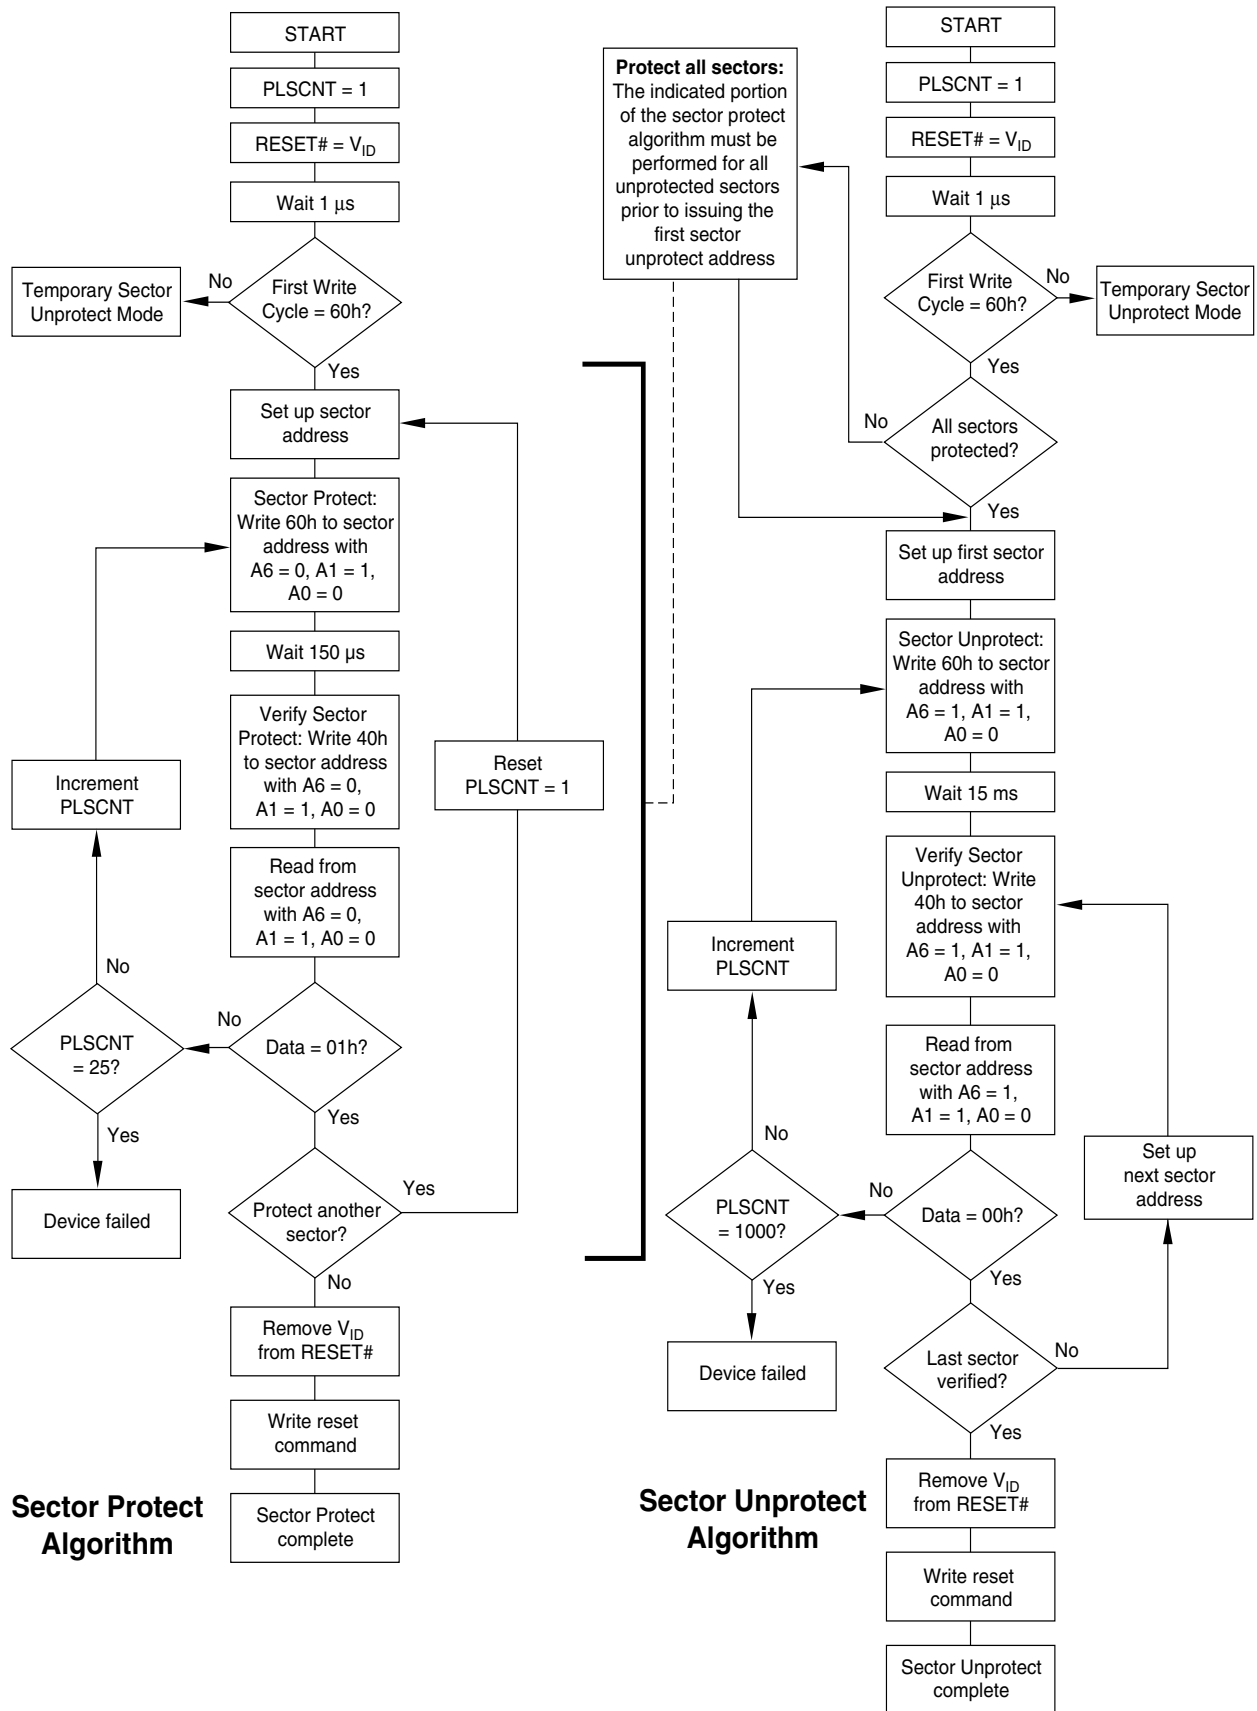 START
PLSCNT = 1
RESET# = VID
Wait 1 μs
First Write
Cycle = 60h?
No
Temporary Sector
Unprotect Mode
Yes
Set up sector
address
Sector Protect:
Write 60h to sector
address with
A6 = 0, A1 = 1,
A0 = 0
Wait 150 µs
Verify Sector
Protect: Write 40h
to sector address
with A6 = 0,
A1 = 1, A0 = 0
Reset
PLSCNT = 1
Increment
PLSCNT
Read from
sector address
with A6 = 0,
A1 = 1, A0 = 0
No
No
PLSCNT
= 25?
Data = 01h?
Yes
Yes
Device failed
Protect another
sector?
Yes
No
Remove VID
from RESET#
Write reset
command
Sector Protect
complete
Sector Protect
Algorithm
START
Protect all sectors:
The indicated portion
of the sector protect
algorithm must be
performed for all
unprotected sectors
prior to issuing the
first sector
unprotect address
PLSCNT = 1
RESET# = VID
Wait 1 μs
First Write
Cycle = 60h?
No
Temporary Sector
Unprotect Mode
Yes
No
All sectors
protected?
Yes
Set up first sector
address
Sector Unprotect:
Write 60h to sector
address with
A6 = 1, A1 = 1,
A0 = 0
Wait 15 ms
Verify Sector
Unprotect: Write
40h to sector
address with
A6 = 1, A1 = 1,
A0 = 0
Increment
PLSCNT
Read from
sector address
with A6 = 1,
A1 = 1, A0 = 0
No
Set up
next sector
address
No
PLSCNT
= 1000?
Data = 00h?
Yes
Yes
Device failed
Last sector
verified?
No
Yes
Remove VID
from RESET#
Write reset
command
Sector Unprotect
complete
Sector Unprotect
Algorithm